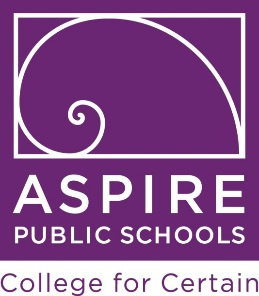 ASPIRE
PUBLIC SCHOOLS
College for Certain